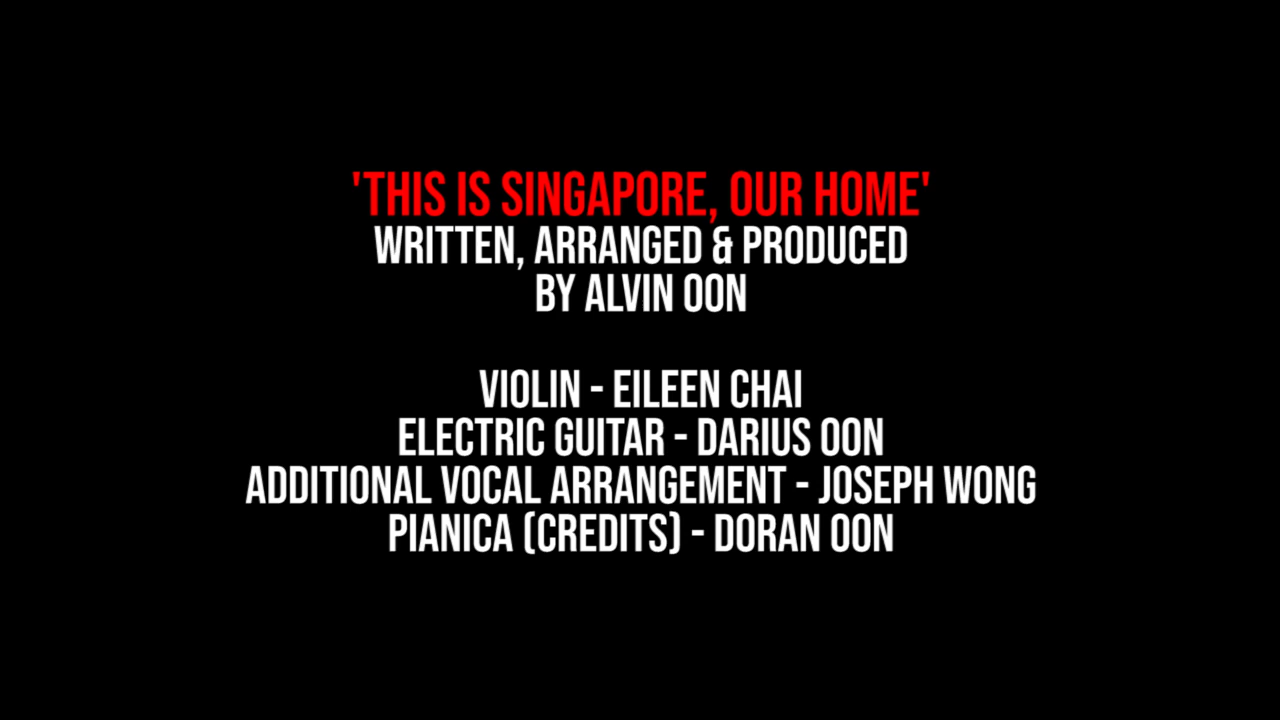 'THIS IS SINGAPORE, OUR HOME'
WRITTEN, ARRANGED & PRODUCED
BY ALVIN OON
VIOLIN - EILEEN CHAI
ELECTRIC GUITAR - DARIUS OON
ADDITIONAL VOCAL ARRANGEMENT - JOSEPH WONG
PIANICA (CREDITS) - DORAN OON